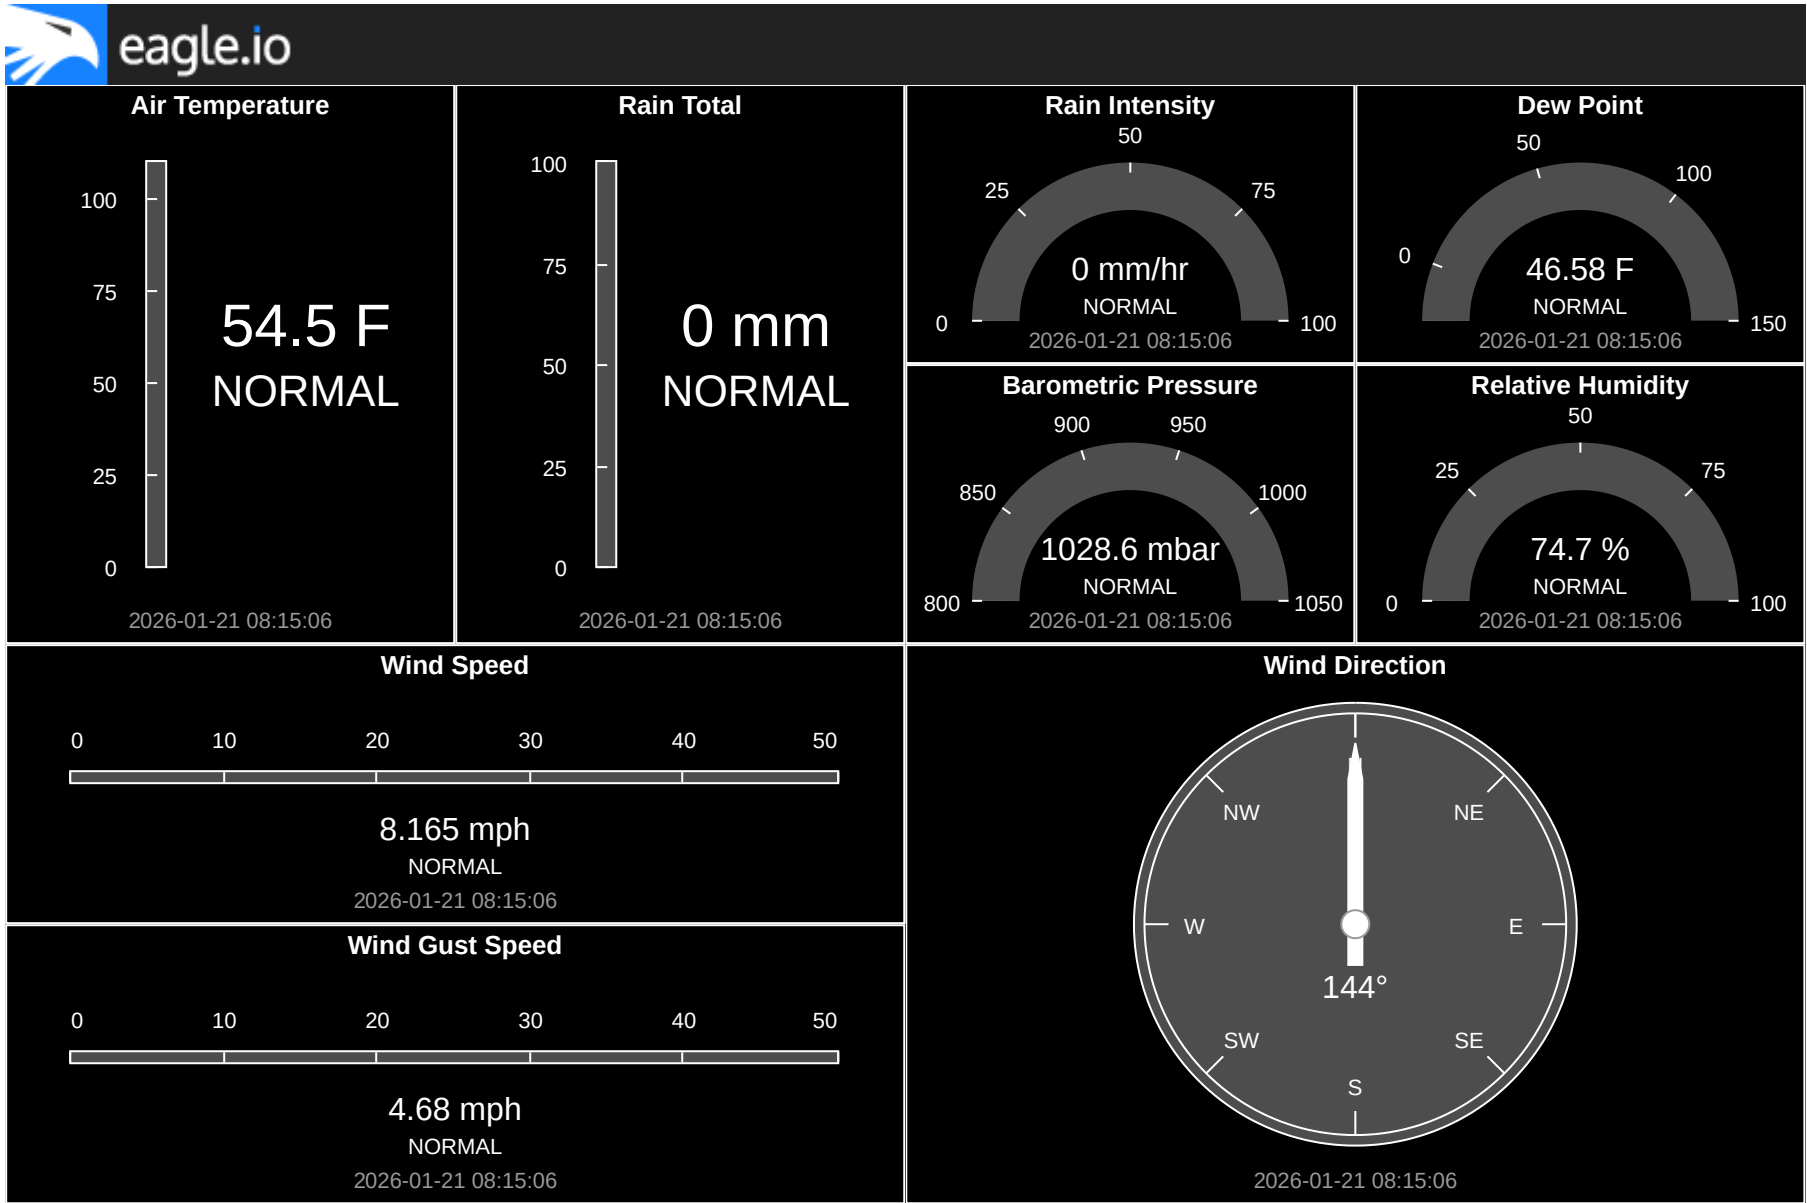 eagle.io
Air Temperature
100
75
50
25
0
54.5 F
NORMAL
2026-01-21 08:15:06
Rain Total
100
75
50
25
0
0 mm
NORMAL
2026-01-21 08:15:06
Rain Intensity
0
25
50
75
100
0 mm/hr
NORMAL
2026-01-21 08:15:06
Dew Point
0
50
100
150
46.58 F
NORMAL
2026-01-21 08:15:06
Barometric Pressure
800
850
900
950
1000
1050
1028.6 mbar
NORMAL
2026-01-21 08:15:06
Relative Humidity
0
25
50
75
100
74.7 %
NORMAL
2026-01-21 08:15:06
Wind Speed
0 10 20 30 40 50
8.165 mph
NORMAL
2026-01-21 08:15:06
Wind Gust Speed
0 10 20 30 40 50
4.68 mph
NORMAL
2026-01-21 08:15:06
Wind Direction
NW NE
W E
144°
SW SE
S
2026-01-21 08:15:06